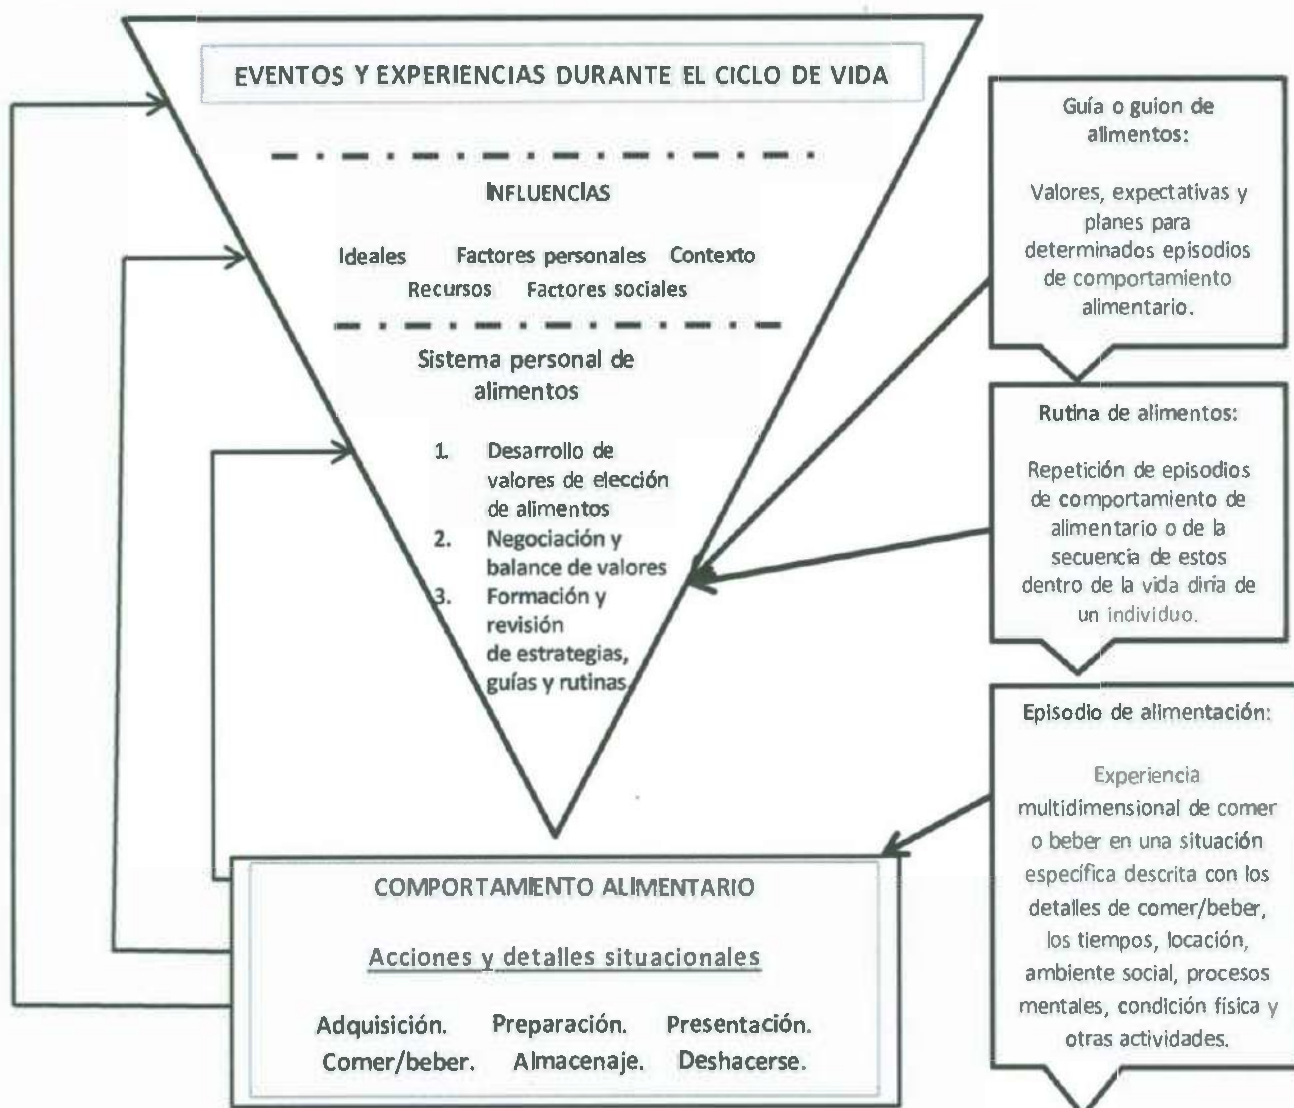 EVENTOS Y EXPERIENCIAS DURANTE EL CICLO DE VIDA
INFLUENCÍAS
Ideales Factores personales Contexto
Recursos Factores sociales
Sistema personal de
alimentos
1. Desarrollo de
valores de elección
de alimentos
2. Negociación y
balance de valores
3. Formación y
revisión
de estrategias,
guías y rutinas
COMPORTAMIENTO ALIMENTARIO
Acciones y detalles situacionales
Adquisición. Preparación. Presentación.
Comer/beber. Almacenaje. Deshacerse.
Guía o guion de
alimentos:
Valores, expectativas y
planes para
determinados episodios
de comportamiento
alimentario.
Rutina de alimentos:
Repetición de episodios
de comportamiento de
alimentario o de la
secuencia de estos
dentro de la vida diria de
un individuo.
Episodio de alimentación:
Experiencia
multidimensional de comer
o beber en una situación
específica descrita con los
detalles de comer/beber,
los tiempos, locación,
ambiente social, procesos
mentales, condición física y
otras actividades.